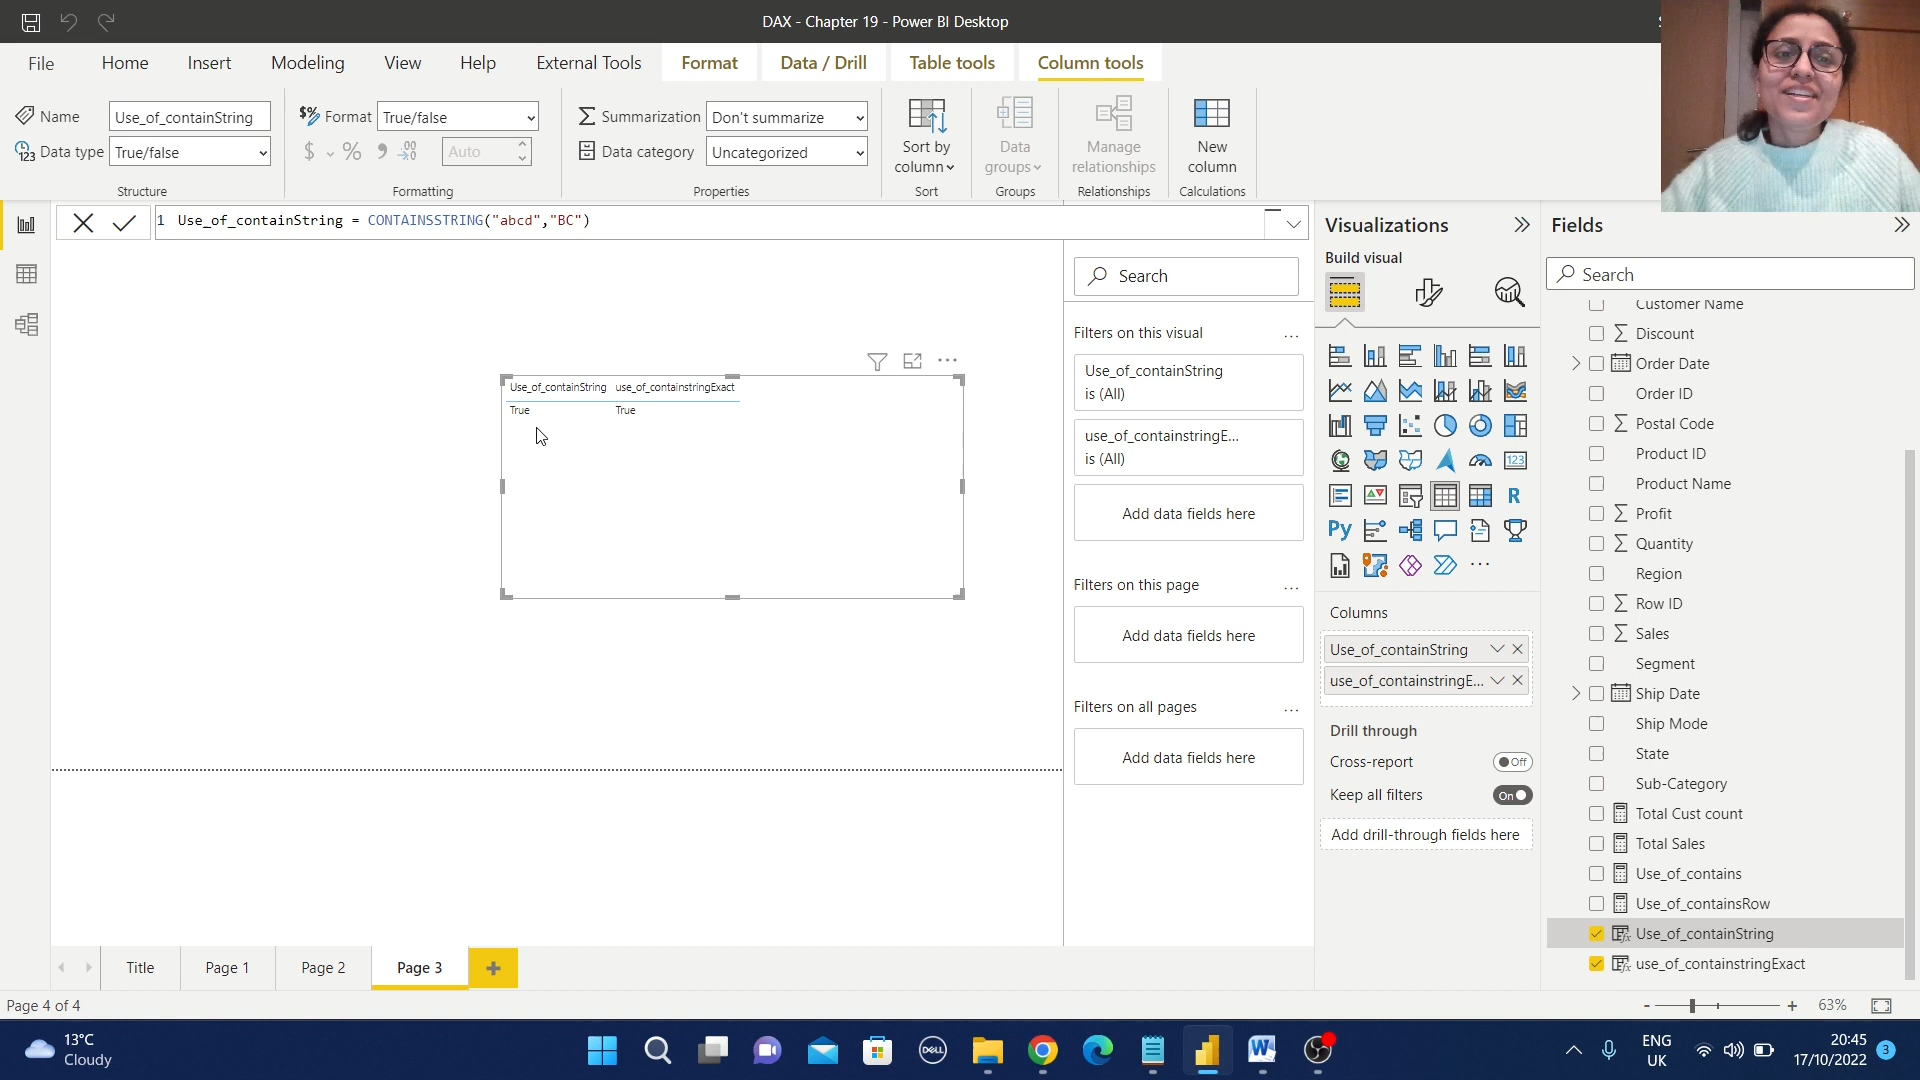 DAX - Chapter 19 - Power BI Desktop
File Home Insert Modeling View Help External Tools Format Data / Drill Table tools Column tools
Name Use_of_containString
Data type True/false
Structure
$% Format True/false
$ % Auto
Formatting
Summarization Don't summarize
Data category Uncategorized
Properties
Sort by
column
Sort
Data
groups
Groups
Manage
relationships
Relationships
New
column
Calculations
1 Use_of_containString = CONTAINSSTRING("abcd","BC")
Use_of_containString use_of_containstringExact
True True
Search
Filters on this visual ...
Use_of_containString
is (All)
use_of_containstringE...
is (All)
Add data fields here
Filters on this page ...
Add data fields here
Filters on all pages ...
Add data fields here
Visualizations
Build visual
123
R
Py
...
Columns
Use_of_containString
use_of_containstringE...
Drill through
Cross-report Off
Keep all filters On
Add drill-through fields here
Fields
Search
Customer Name
Discount
Order Date
Order ID
Postal Code
Product ID
Product Name
Profit
Quantity
Region
Row ID
Sales
Segment
Ship Date
Ship Mode
State
Sub-Category
Total Cust count
Total Sales
Use_of_contains
Use_of_containsRow
Use_of_containString
use_of_containstringExact
Title Page 1 Page 2 Page 3
Page 4 of 4
- + 63%
13°C
Cloudy
DELL
W
ENG
UK
20:45
17/10/2022
3